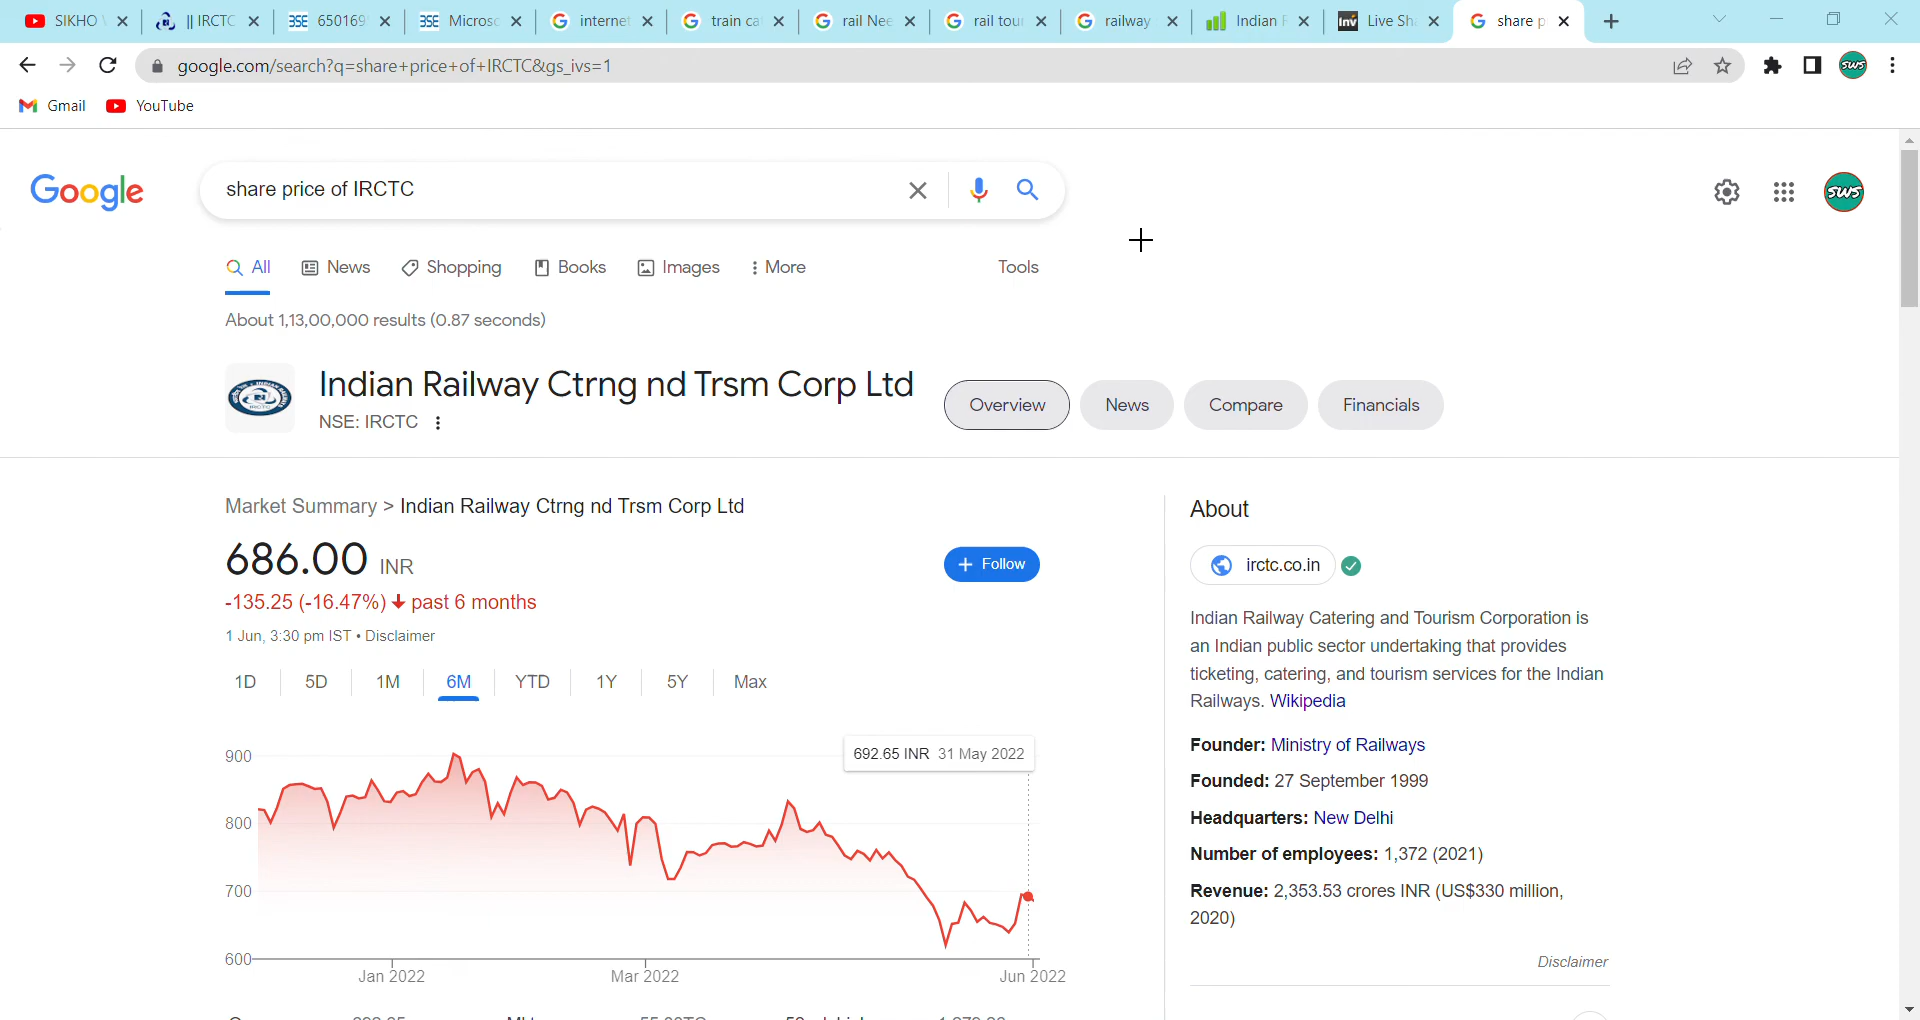 SIKHO
|| IRCTC
BSE 650169
BSE Microso
internet
train ca
rail Nee
rail tour
railway
Indian
Inv Live Sha
share p
google.com/search?q=share+price+of+IRCTC&gs_ivs=1
SWS
Gmail YouTube
Google
share price of IRCTC
SWS
All News Shopping Books Images More Tools
About 1,13,00,000 results (0.87 seconds)
Indian Railway Ctrng nd Trsm Corp Ltd
NSE: IRCTC
Overview News Compare Financials
Market Summary > Indian Railway Ctrng nd Trsm Corp Ltd
686.00 INR
+ Follow
-135.25 (-16.47%) past 6 months
1 Jun, 3:30 pm IST • Disclaimer
1D 5D 1M 6M YTD 1Y 5Y Max
692.65 INR 31 May 2022
900
800
700
600
Jan 2022 Mar 2022 Jun 2022
About
irctc.co.in
Indian Railway Catering and Tourism Corporation is
an Indian public sector undertaking that provides
ticketing, catering, and tourism services for the Indian
Railways. Wikipedia
Founder: Ministry of Railways
Founded: 27 September 1999
Headquarters: New Delhi
Number of employees: 1,372 (2021)
Revenue: 2,353.53 crores INR (US$330 million,
2020)
Disclaimer